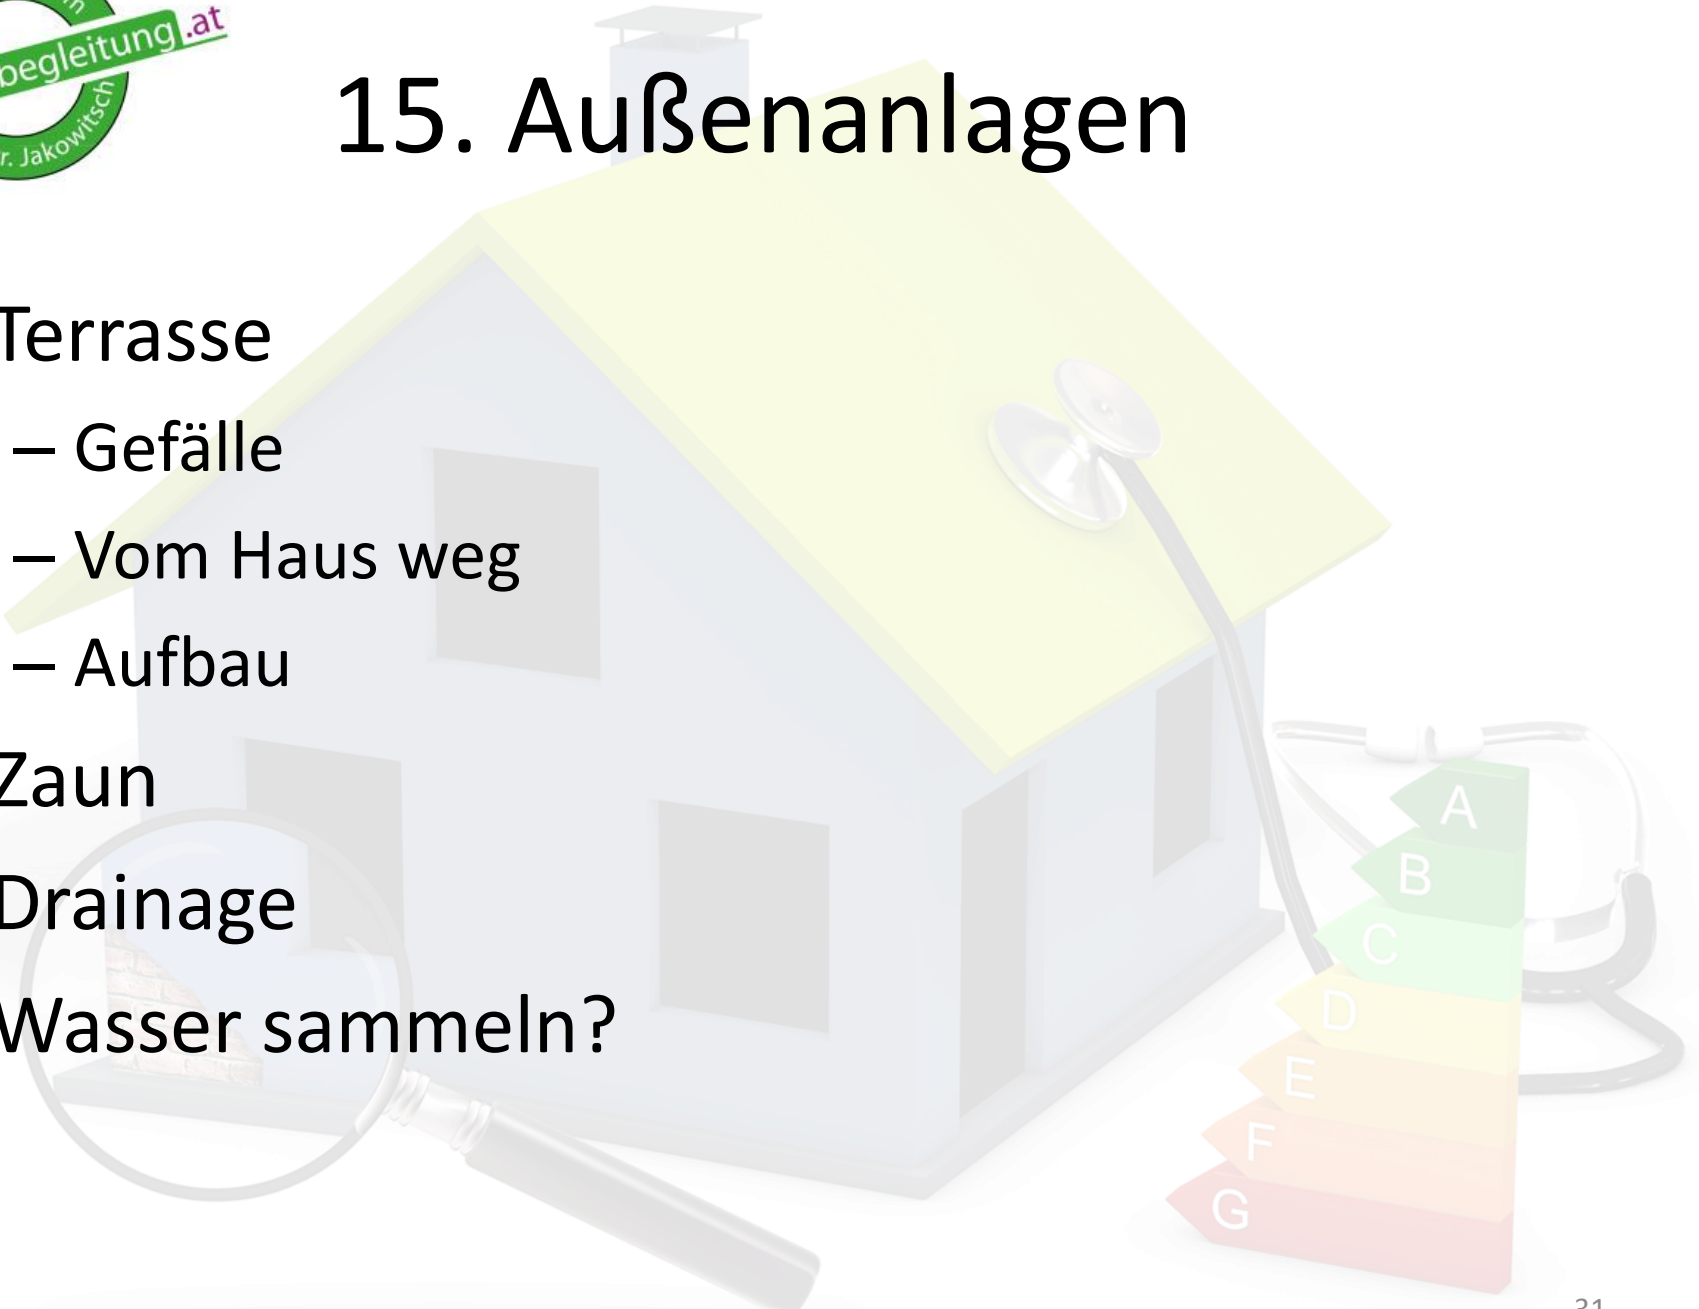 begleitung.at
r. Jakowitsch
15. Außenanlagen
Terrasse
– Gefälle
– Vom Haus weg
– Aufbau
Zaun
Drainage
Wasser sammeln?
A
B
C
D
E
F
G